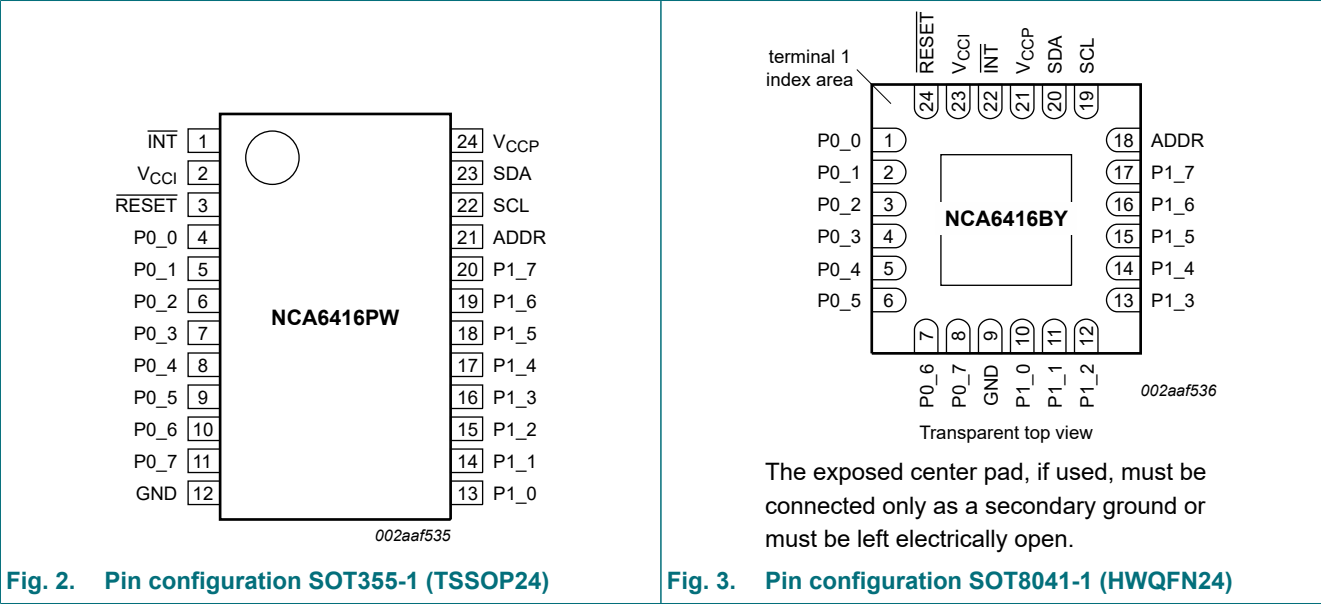 INT 1
VCCI 2
RESET 3
P0_0 4
P0_1 5
P0_2 6
P0_3 7
P0_4 8
P0_5 9
P0_6 10
P0_7 11
GND 12
NCA6416PW
24 VCCP
23 SDA
22 SCL
21 ADDR
20 P1_7
19 P1_6
18 P1_5
17 P1_4
16 P1_3
15 P1_2
14 P1_1
13 P1_0
002aaf535
Fig. 2. Pin configuration SOT355-1 (TSSOP24)
terminal 1
index area
RESET VCCI INT VCCP SDA SCL
24 23 22 21 20 19
P0_0 1
P0_1 2
P0_2 3
P0_3 4
P0_4 5
P0_5 6
NCA6416BY
18 ADDR
17 P1_7
16 P1_6
15 P1_5
14 P1_4
13 P1_3
7 8 9 10 11 12
P0_6 P0_7 GND P1_0 P1_1 P1_2
002aaf536
Transparent top view
The exposed center pad, if used, must be
connected only as a secondary ground or
must be left electrically open.
Fig. 3. Pin configuration SOT8041-1 (HWQFN24)